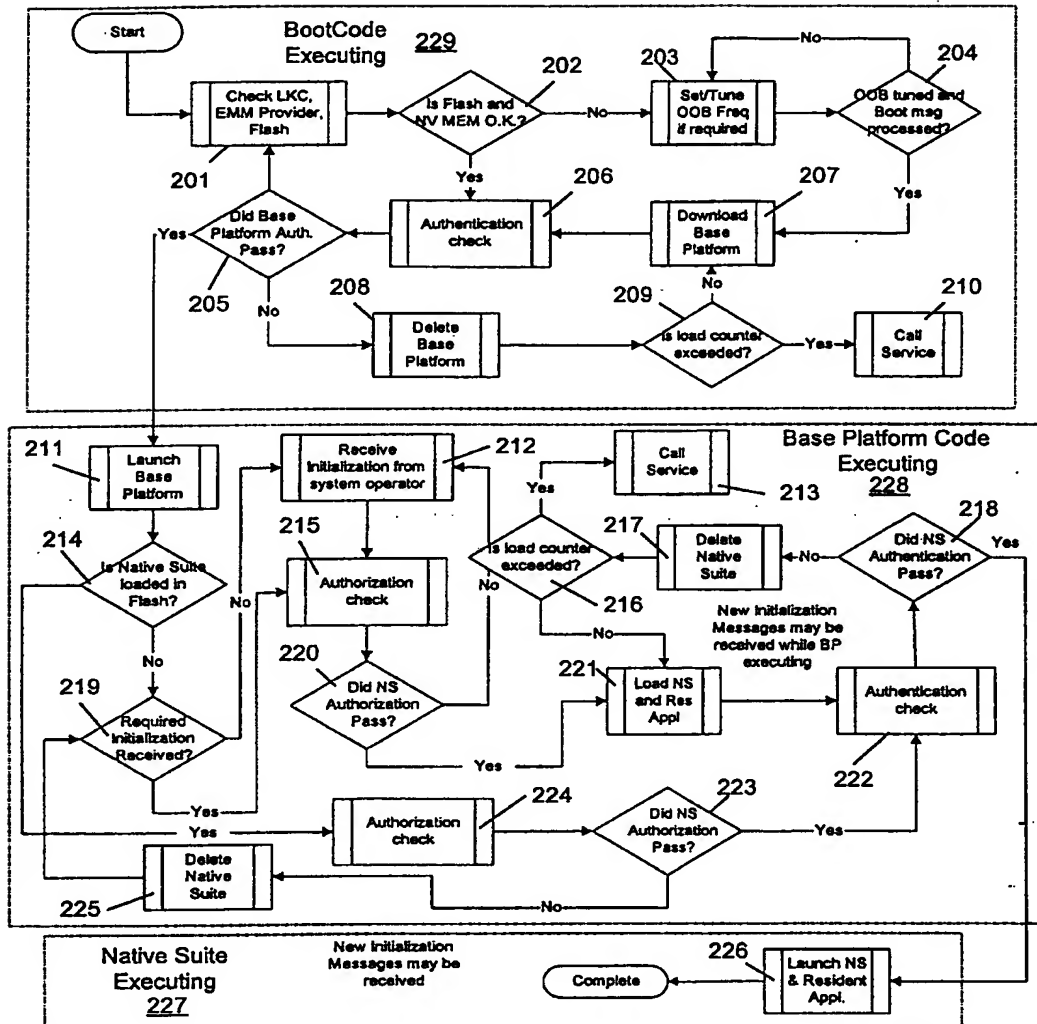 Start
BootCode
Executing
229
202
203
No
204
Check LKC,
EMM Provider,
Flash
Is Flash and
NV MEM O.K.?
No
Set/Tune
OOB Freq
if required
OOB tuned and
Boot msg
processed?
201
Yes
206
207
Yes
Yes
Did Base
Platform Auth.
Pass?
Authentication
check
Download
Base
Platform
205
No
208
209
No
210
Delete
Base
Platform
Is load counter
exceeded?
Yes
Call
Service
211
Launch
Base
Platform
Receive
Initialization from
system operator
212
Call
Service
Base Platform Code
Executing
228
Yes
213
218
214
215
217
Is Native Suite
loaded in
Flash?
No
Authorization
check
Is load counter
exceeded?
Delete
Native
Suite
No
Did NS
Authentication
Pass?
Yes
No
216
No
220
No
New Initialization
Messages may be
received while BP
executing
219
Did NS
Authorization
Pass?
221
Load NS
and Res
Appl
Authentication
check
Required
Initialization
Received?
Yes
222
Yes
224
223
Yes
Authorization
check
Did NS
Authorization
Pass?
Yes
Delete
Native
Suite
225
No
Native Suite
Executing
227
New Initialization
Messages may be
received
Complete
226
Launch NS
& Resident
Appl.